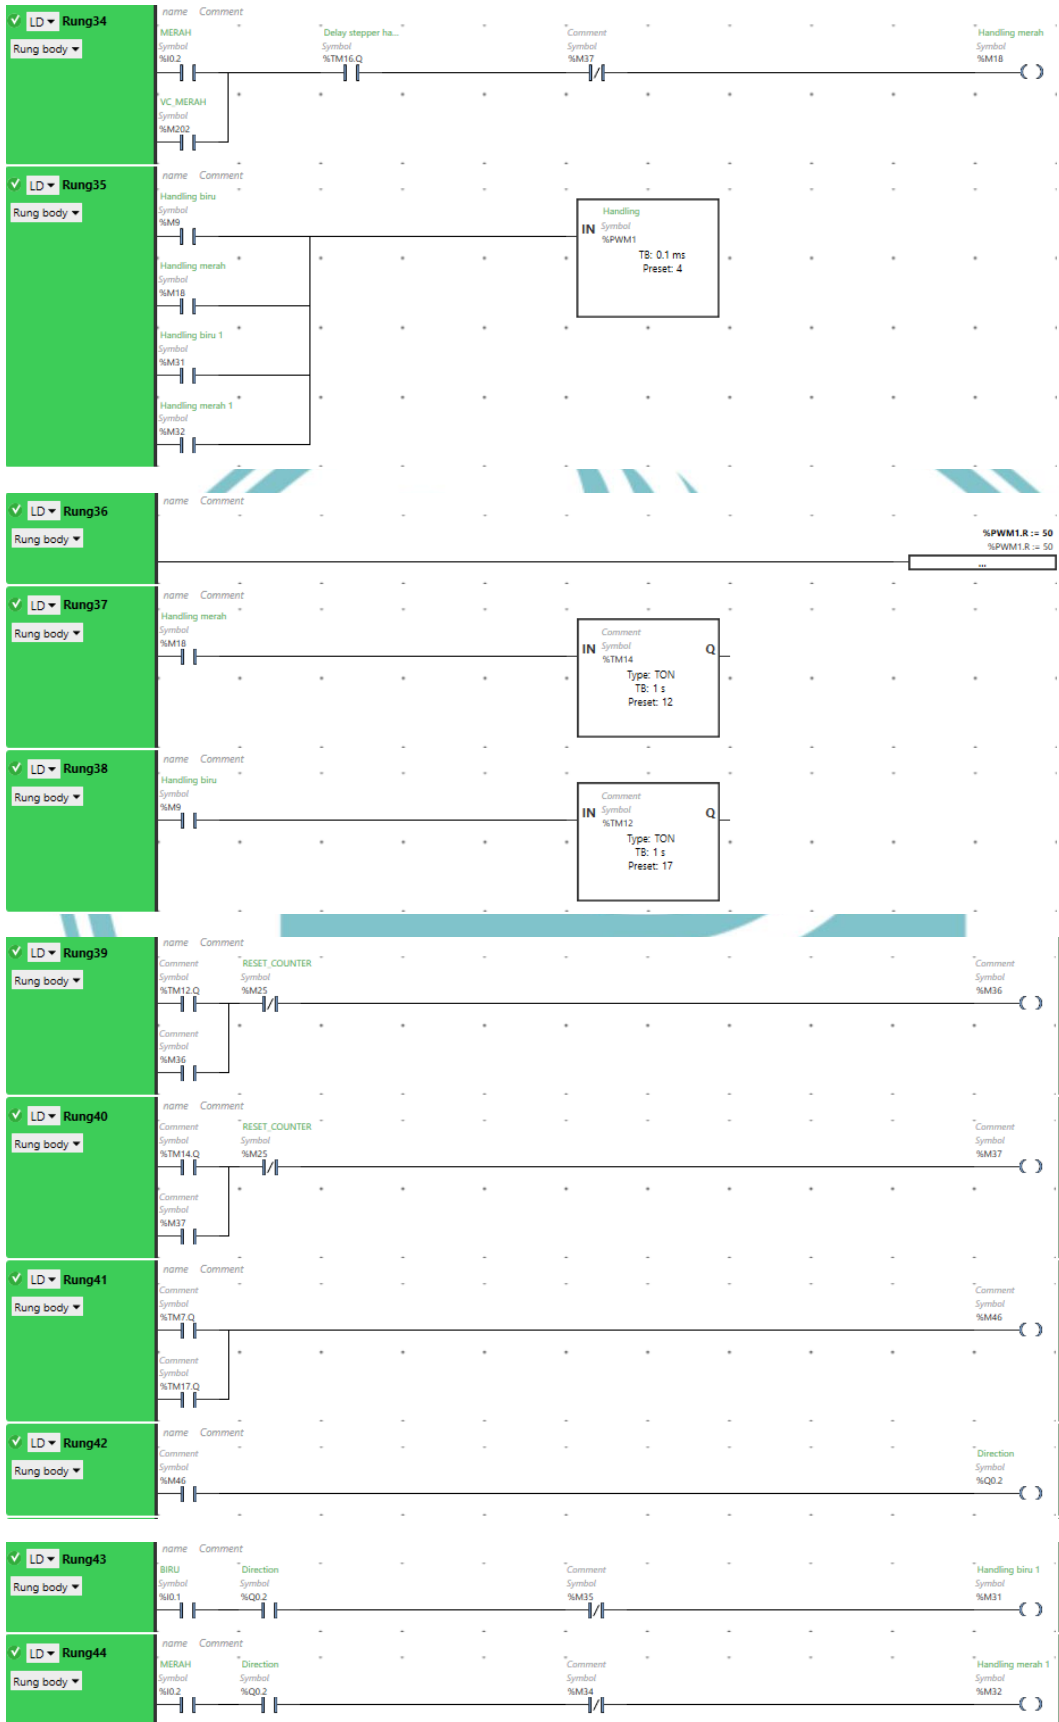 LD Rung34
Rung body
name Comment
MERAH
Symbol
%I0.2
Delay stepper ha...
Symbol
%TM16.Q
Comment
Symbol
%M37
Handling merah
Symbol
%M18
VC_MERAH
Symbol
%M202
LD Rung35
Rung body
name Comment
Handling biru
Symbol
%M9
Handling
IN Symbol
%PWM1
TB: 0.1 ms
Preset: 4
Handling merah
Symbol
%M18
Handling biru 1
Symbol
%M31
Handling merah 1
Symbol
%M32
LD Rung36
Rung body
name Comment
%PWM1.R := 50
%PWM1.R := 50
...
LD Rung37
Rung body
name Comment
Handling merah
Symbol
%M18
Comment
IN Symbol Q
%TM14
Type: TON
TB: 1 s
Preset: 12
LD Rung38
Rung body
name Comment
Handling biru
Symbol
%M9
Comment
IN Symbol Q
%TM12
Type: TON
TB: 1 s
Preset: 17
LD Rung39
Rung body
name Comment
Comment
Symbol
%TM12.Q
RESET_COUNTER
Symbol
%M25
Comment
Symbol
%M36
Comment
Symbol
%M36
LD Rung40
Rung body
name Comment
Comment
Symbol
%TM14.Q
RESET_COUNTER
Symbol
%M25
Comment
Symbol
%M37
Comment
Symbol
%M37
LD Rung41
Rung body
name Comment
Comment
Symbol
%TM7.Q
Comment
Symbol
%M46
Comment
Symbol
%TM17.Q
LD Rung42
Rung body
name Comment
Comment
Symbol
%M46
Direction
Symbol
%Q0.2
LD Rung43
Rung body
name Comment
BIRU
Symbol
%I0.1
Direction
Symbol
%Q0.2
Comment
Symbol
%M35
Handling biru 1
Symbol
%M31
LD Rung44
Rung body
name Comment
MERAH
Symbol
%I0.2
Direction
Symbol
%Q0.2
Comment
Symbol
%M34
Handling merah 1
Symbol
%M32